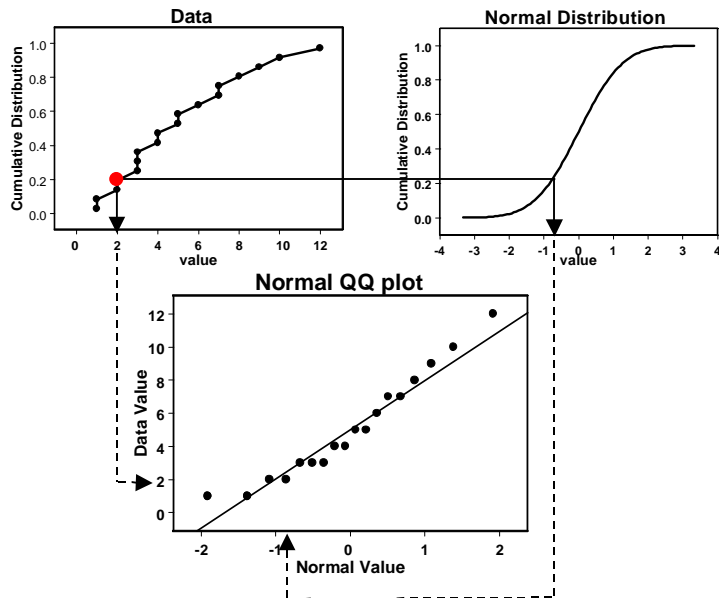 Data
Cumulative Distribution
1.0
0.8
0.6
0.4
0.2
0.0
0 2 4 6 8 10 12
value
Normal Distribution
Cumulative Distribution
1.0
0.8
0.6
0.4
0.2
0.0
-4 -3 -2 -1 0 1 2 3 4
value
Normal QQ plot
Data Value
12
10
8
6
4
2
0
-2 -1 0 1 2
Normal Value